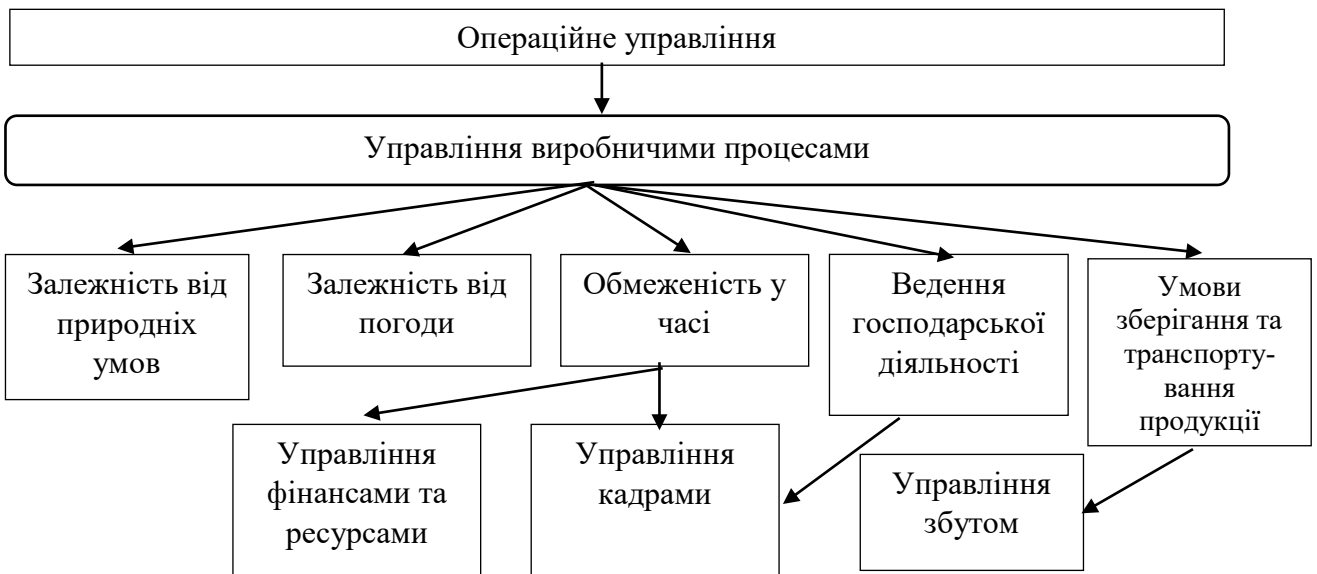 Операційне управління
Управління виробничими процесами
Залежність від
природніх
умов
Залежність від
погоди
Обмеженість у
часі
Ведення
господарської
діяльності
Умови
зберігання та
транспорту-
вання
продукції
Управління
фінансами та
ресурсами
Управління
кадрами
Управління
збутом